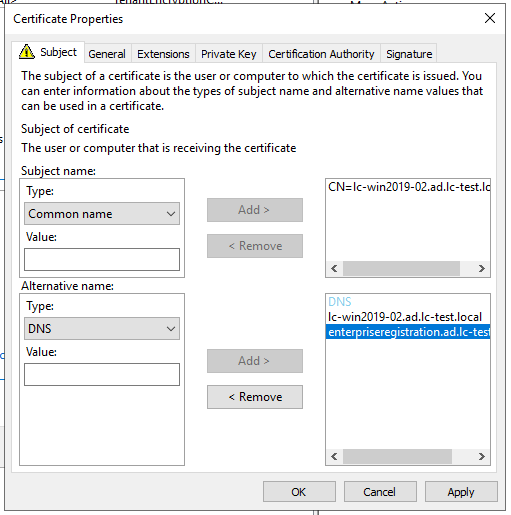 TenantEncryptionC...
Certificate Properties
Subject
General
Extensions
Private Key
Certification Authority
Signature
The subject of a certificate is the user or computer to which the certificate is issued. You
can enter information about the types of subject name and alternative name values that
can be used in a certificate.
Subject of certificate
The user or computer that is receiving the certificate
Subject name:
Type:
Common name
Value:
Add >
< Remove
CN=lc-win2019-02.ad.lc-test.lo
Alternative name:
Type:
DNS
Value:
Add >
< Remove
DNS
lc-win2019-02.ad.lc-test.local
enterpriseregistration.ad.lc-test
OK
Cancel
Apply